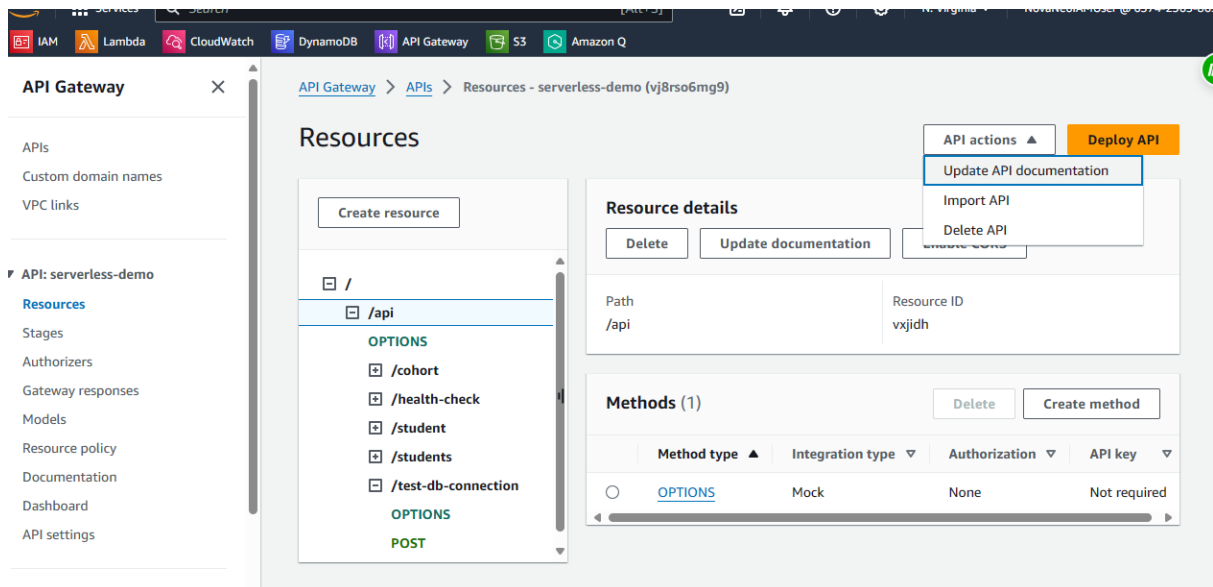 Services
Search
[Alt+S]
N. Virginia
IAM
Lambda
CloudWatch
DynamoDB
API Gateway
S3
Amazon Q
API Gateway
APIs
Custom domain names
VPC links
API: serverless-demo
Resources
Stages
Authorizers
Gateway responses
Models
Resource policy
Documentation
Dashboard
API settings
API Gateway > APIs > Resources - serverless-demo (vj8rso6mg9)
Resources
API actions
Deploy API
Update API documentation
Import API
Delete API
Create resource
/
/api
OPTIONS
/cohort
/health-check
/student
/students
/test-db-connection
OPTIONS
POST
Resource details
Delete
Update documentation
Enable CORS
Path
/api
Resource ID
vxjidh
Methods (1)
Delete
Create method
Method type
Integration type
Authorization
API key
OPTIONS
Mock
None
Not required